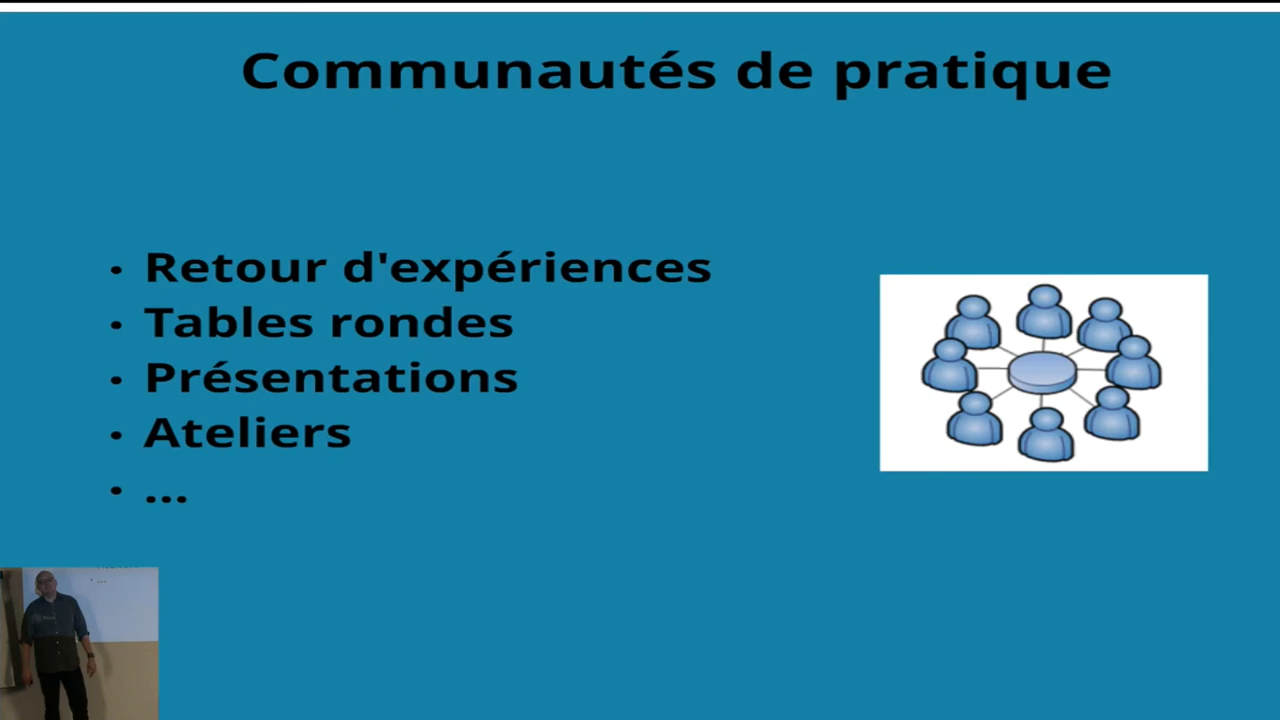 Communautés de pratique
• Retour d'expériences
• Tables rondes
• Présentations
• Ateliers
• ...